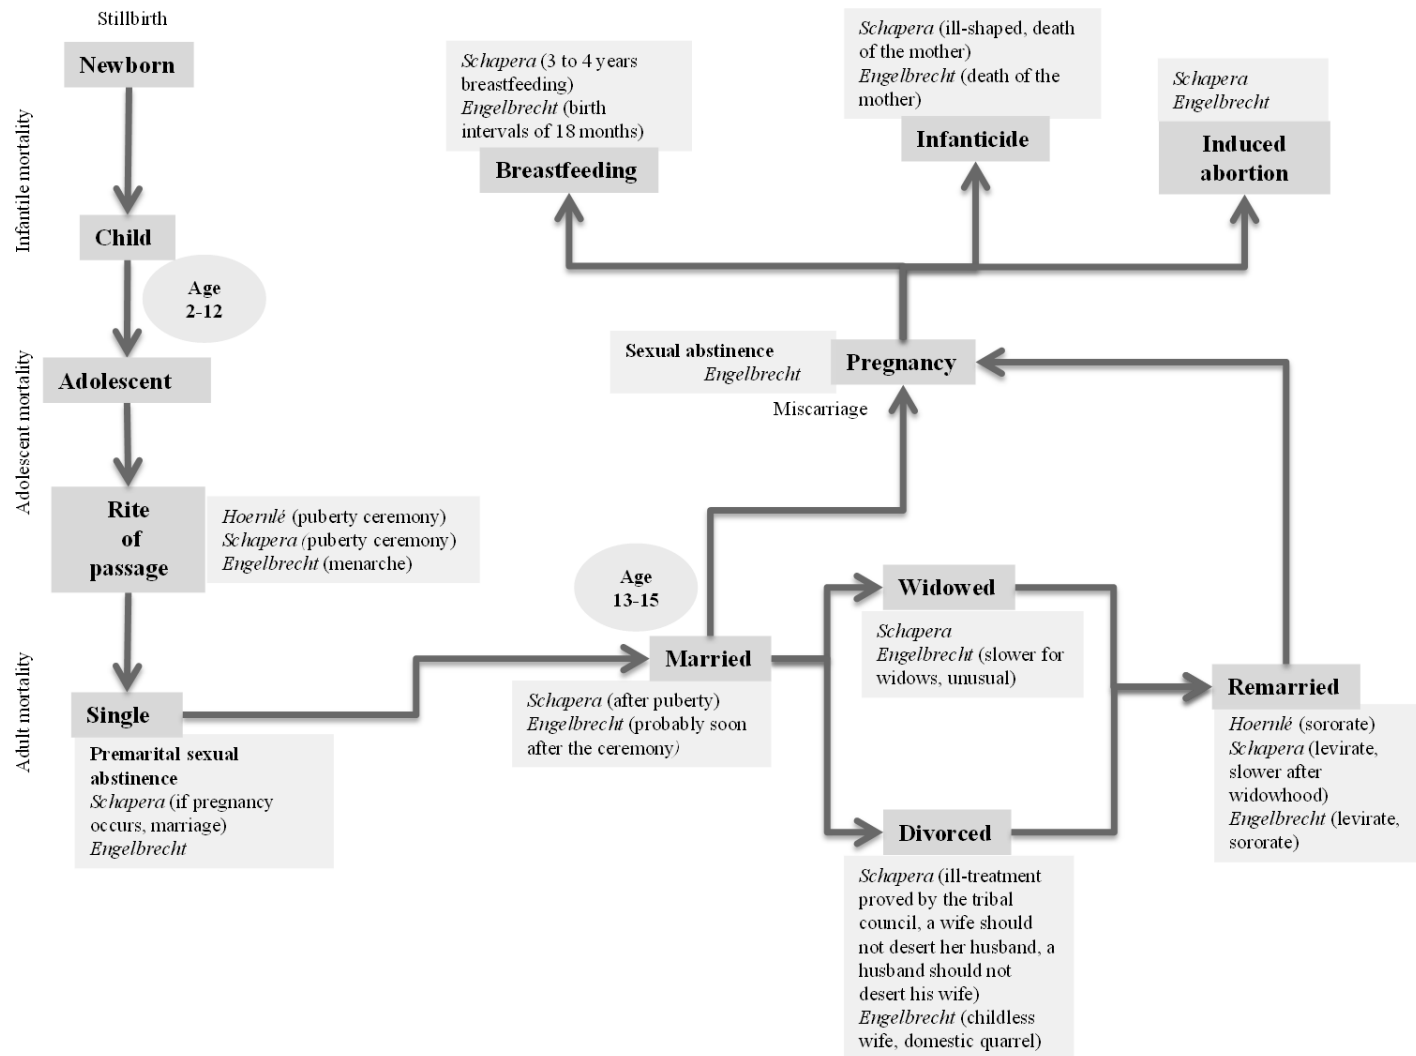 Stillbirth
Newborn
Infantile mortality
Child
Age
2-12
Adolescent mortality
Adolescent
Rite
of
passage
Hoernlé (puberty ceremony)
Schapera (puberty ceremony)
Engelbrecht (menarche)
Adult mortality
Single
Premarital sexual
abstinence
Schapera (if pregnancy
occurs, marriage)
Engelbrecht
Age
13-15
Married
Schapera (after puberty)
Engelbrecht (probably soon
after the ceremony)
Schapera (3 to 4 years
breastfeeding)
Engelbrecht (birth
intervals of 18 months)
Breastfeeding
Schapera (ill-shaped, death
of the mother)
Engelbrecht (death of the
mother)
Infanticide
Schapera
Engelbrecht
Induced
abortion
Sexual abstinence
Engelbrecht
Pregnancy
Miscarriage
Widowed
Schapera
Engelbrecht (slower for
widows, unusual)
Divorced
Schapera (ill-treatment
proved by the tribal
council, a wife should
not desert her husband, a
husband should not
desert his wife)
Engelbrecht (childless
wife, domestic quarrel)
Remarried
Hoernlé (sororate)
Schapera (levirate,
slower after
widowhood)
Engelbrecht (levirate,
sororate)